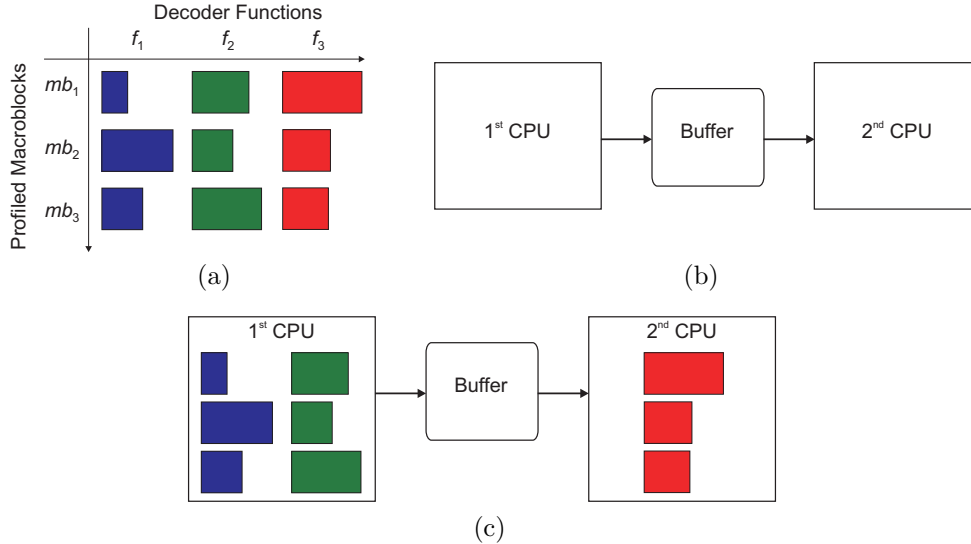 Decoder Functions
f1 f2 f3
Profiled Macroblocks
mb1
mb2
mb3
(a)
1st CPU
Buffer
2nd CPU
(b)
1st CPU
Buffer
2nd CPU
(c)